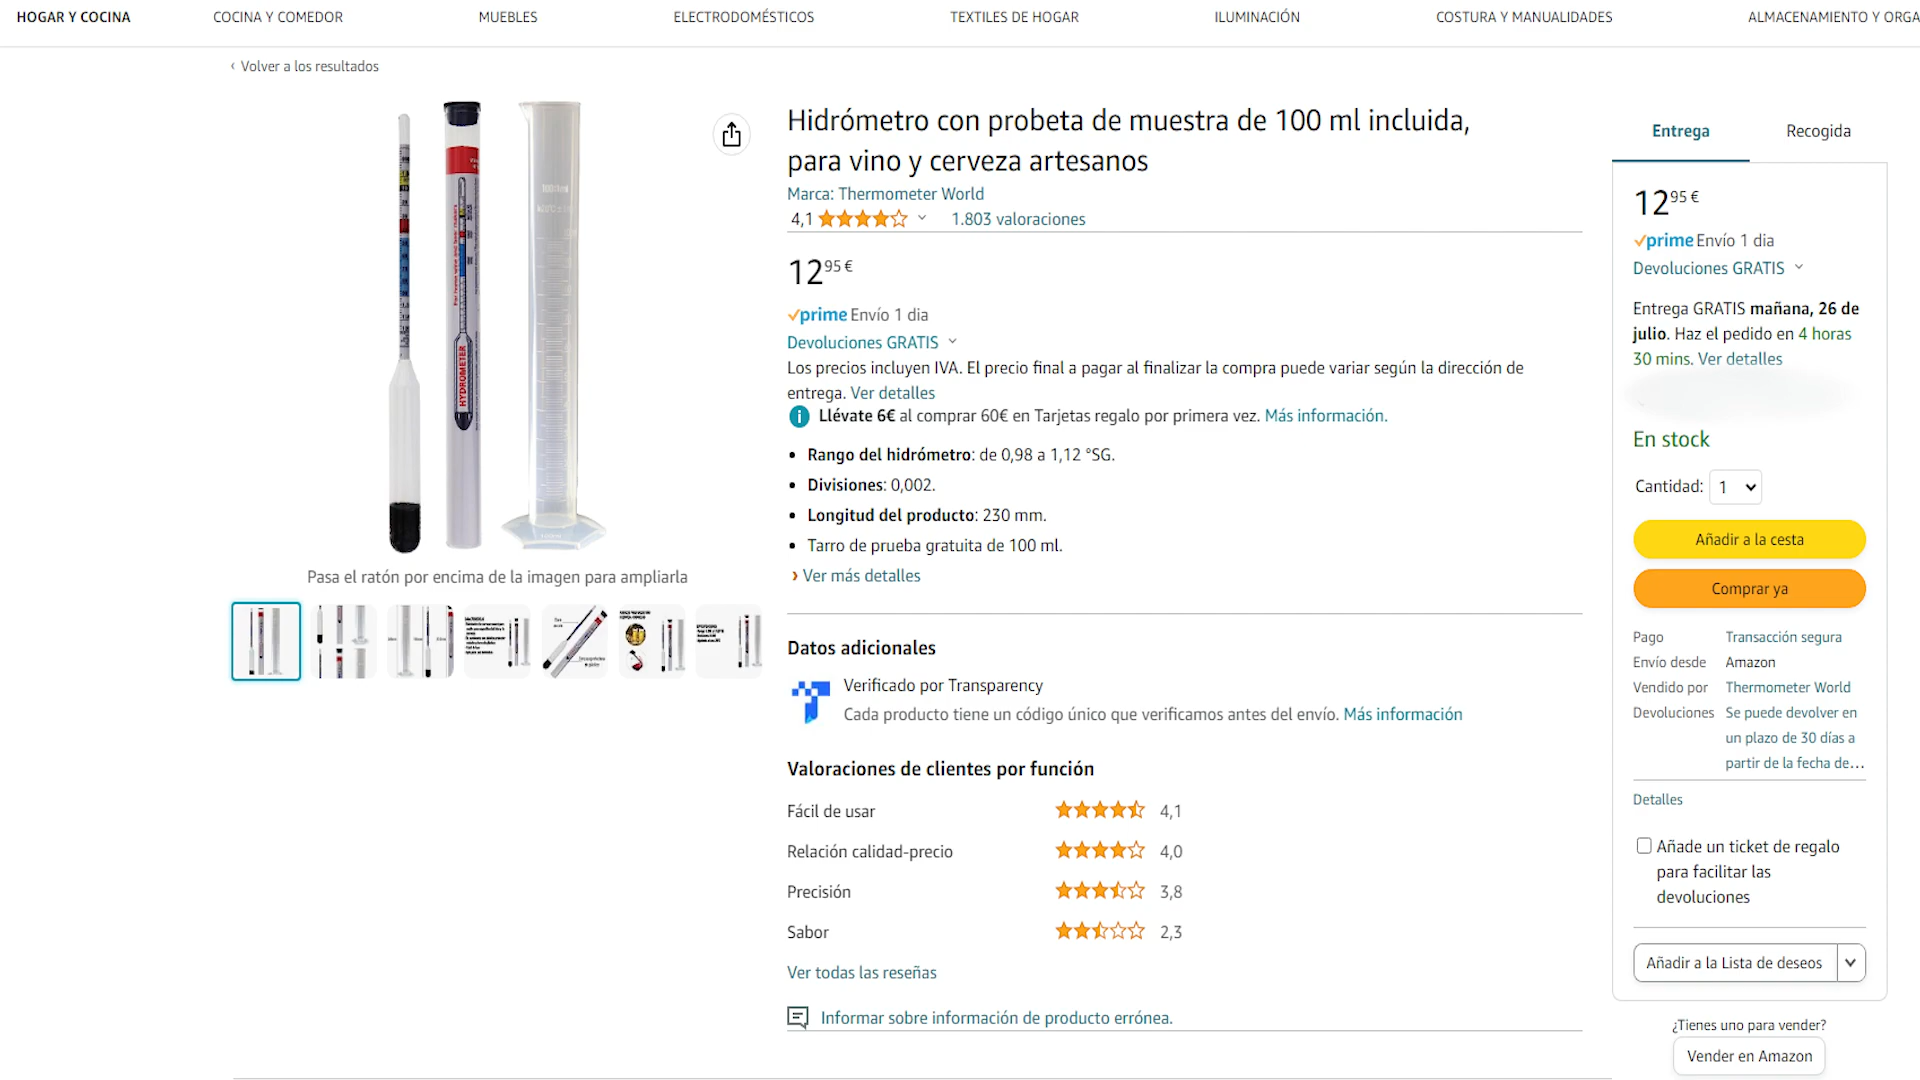 HOGAR Y COCINA
COCINA Y COMEDOR
MUEBLES
ELECTRODOMÉSTICOS
TEXTILES DE HOGAR
ILUMINACIÓN
COSTURA Y MANUALIDADES
ALMACENAMIENTO Y ORGA
‹ Volver a los resultados
HYDROMETER
Pasa el ratón por encima de la imagen para ampliarla
Hidrómetro con probeta de muestra de 100 ml incluida,
para vino y cerveza artesanos
Marca: Thermometer World
4,1
1.803 valoraciones
12 95 €
prime Envío 1 dia
Devoluciones GRATIS
Los precios incluyen IVA. El precio final a pagar al finalizar la compra puede variar según la dirección de
entrega. Ver detalles
Llévate 6€ al comprar 60€ en Tarjetas regalo por primera vez. Más información.
• Rango del hidrómetro: de 0,98 a 1,12 °SG.
• Divisiones: 0,002.
• Longitud del producto: 230 mm.
• Tarro de prueba gratuita de 100 ml.
› Ver más detalles
Datos adicionales
Verificado por Transparency
Cada producto tiene un código único que verificamos antes del envío. Más información
Valoraciones de clientes por función
Fácil de usar 4,1
Relación calidad-precio 4,0
Precisión 3,8
Sabor 2,3
Ver todas las reseñas
Informar sobre información de producto errónea.
Entrega
Recogida
12 95 €
prime Envío 1 dia
Devoluciones GRATIS
Entrega GRATIS mañana, 26 de
julio. Haz el pedido en 4 horas
30 mins. Ver detalles
En stock
Cantidad: 1
Añadir a la cesta
Comprar ya
Pago Transacción segura
Envío desde Amazon
Vendido por Thermometer World
Devoluciones Se puede devolver en
un plazo de 30 días a
partir de la fecha de…
Detalles
Añade un ticket de regalo
para facilitar las
devoluciones
Añadir a la Lista de deseos
¿Tienes uno para vender?
Vender en Amazon